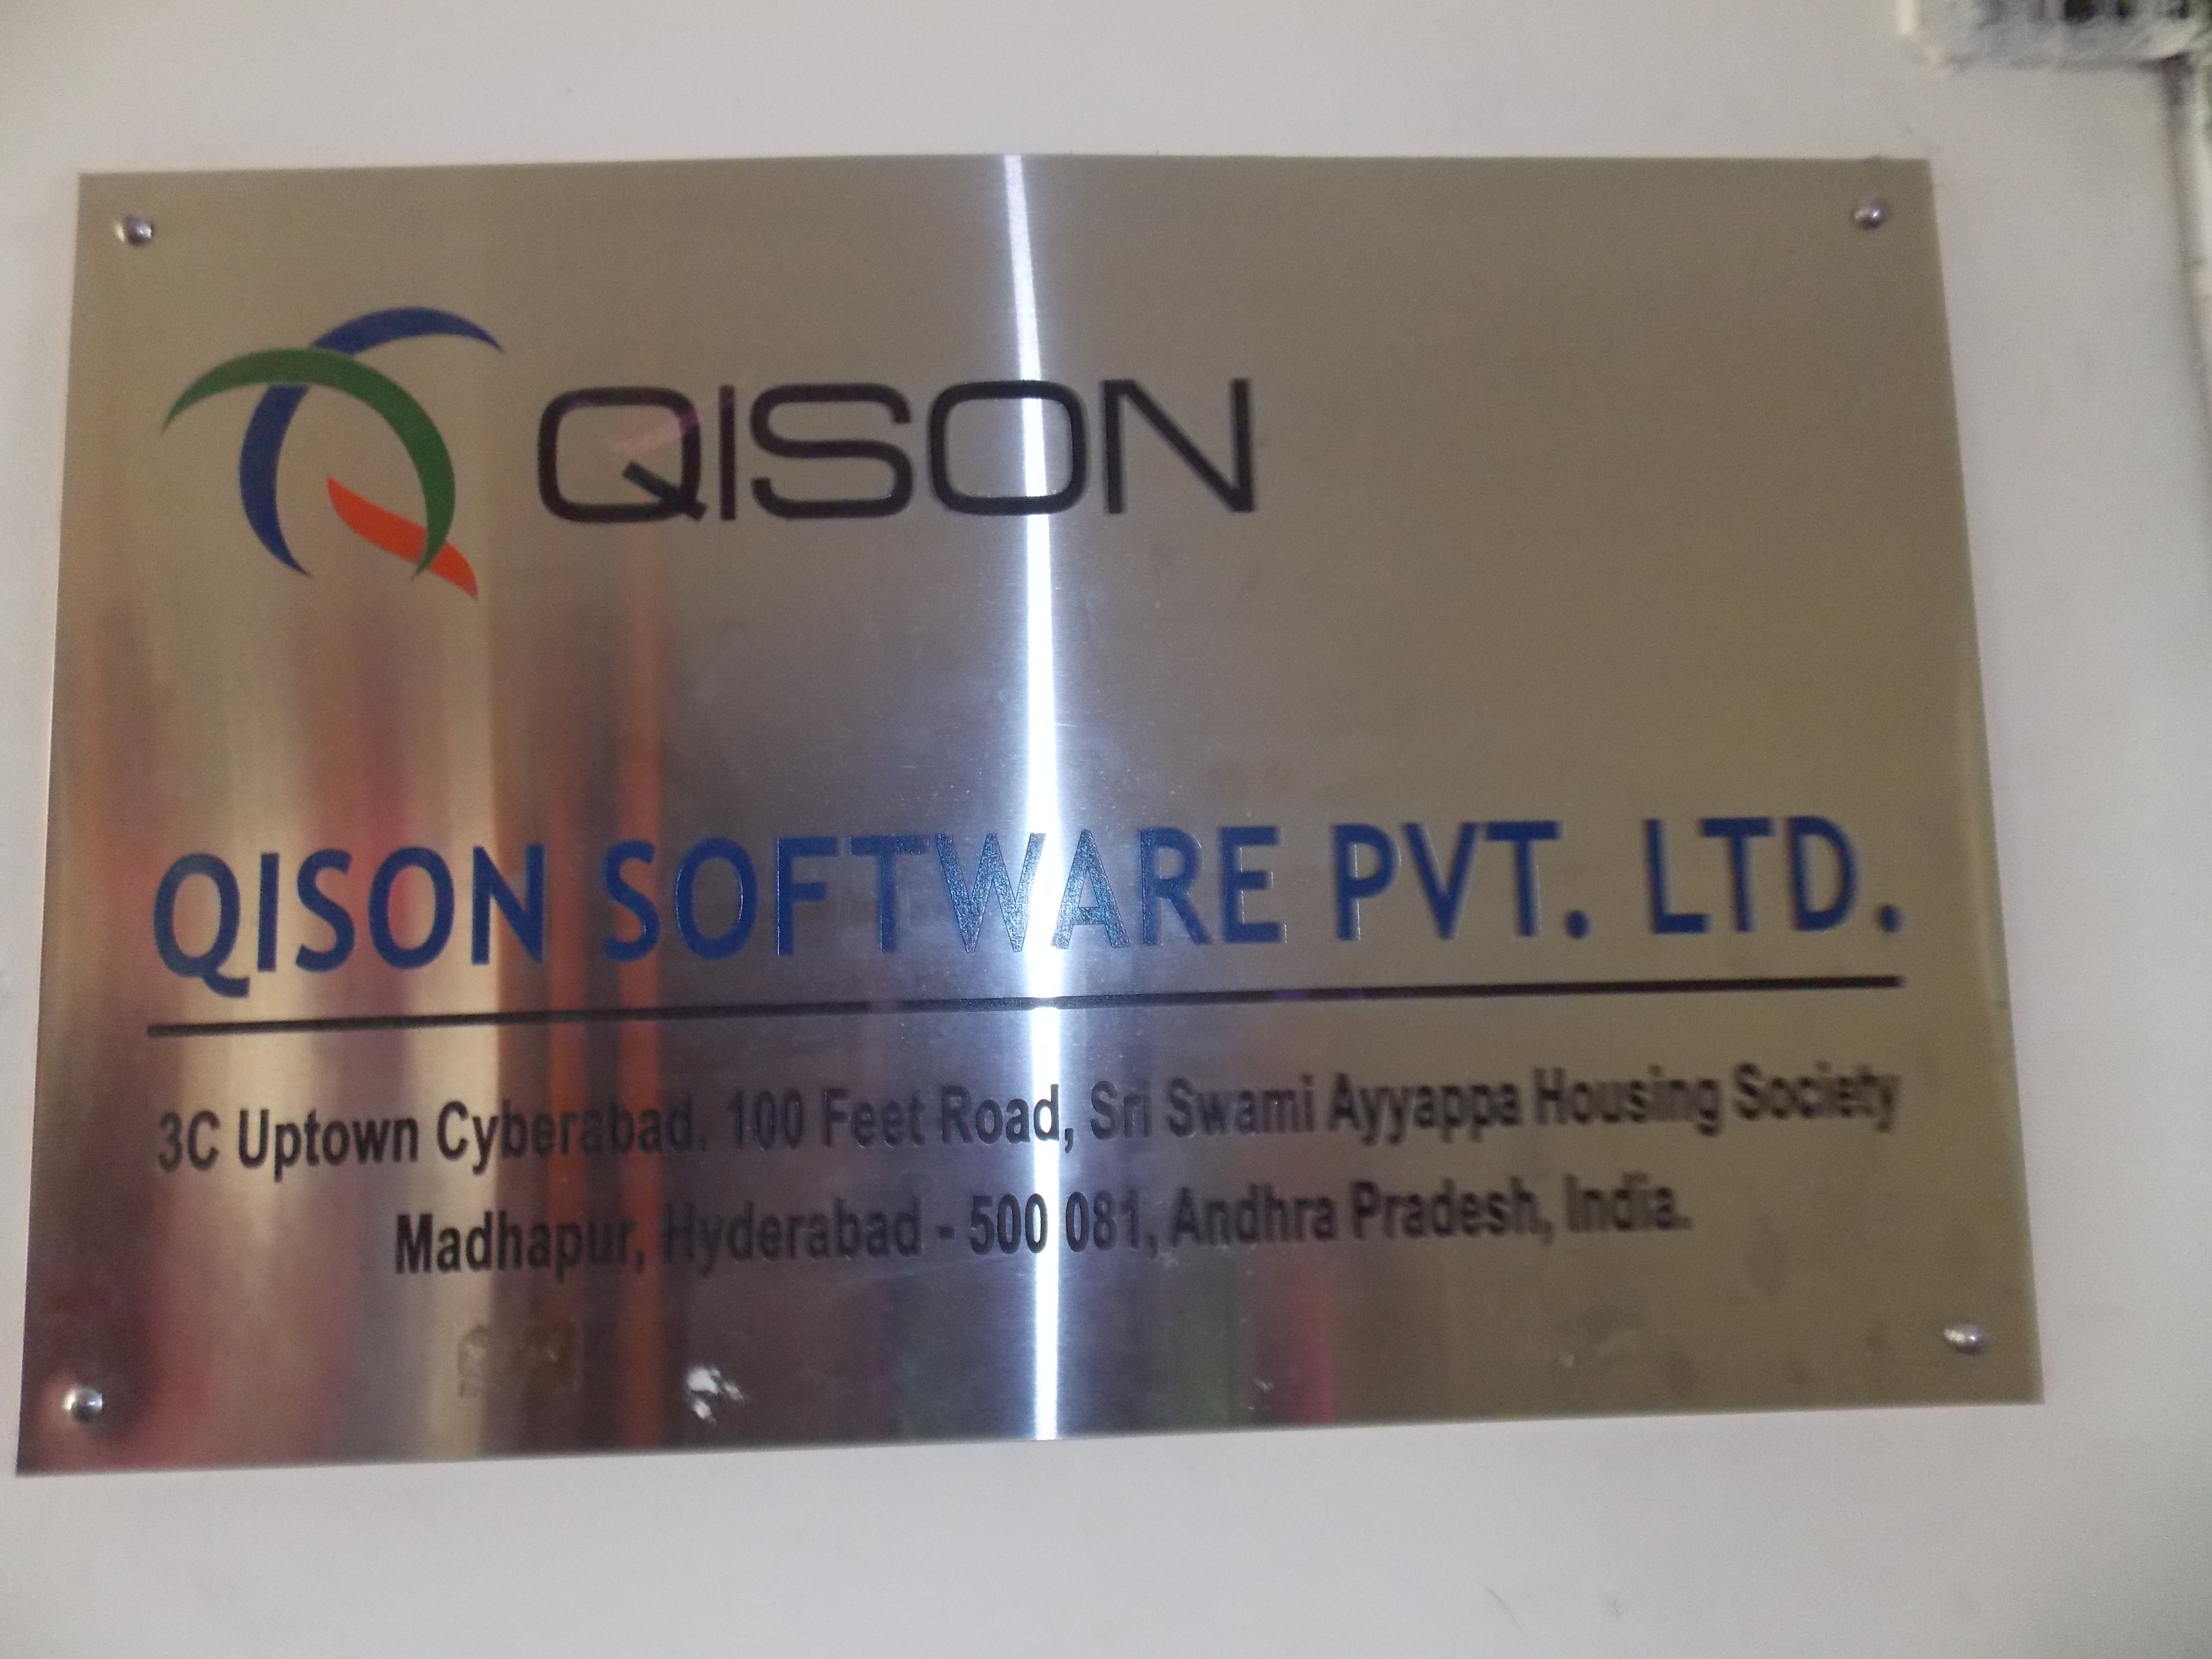 QISON
QISON SOFTWARE PVT. LTD.
3C Uptown Cyberabad, 100 Feet Road, Sri Swami Ayyappa Housing Society
Madhapur, Hyderabad - 500 081, Andhra Pradesh, India.